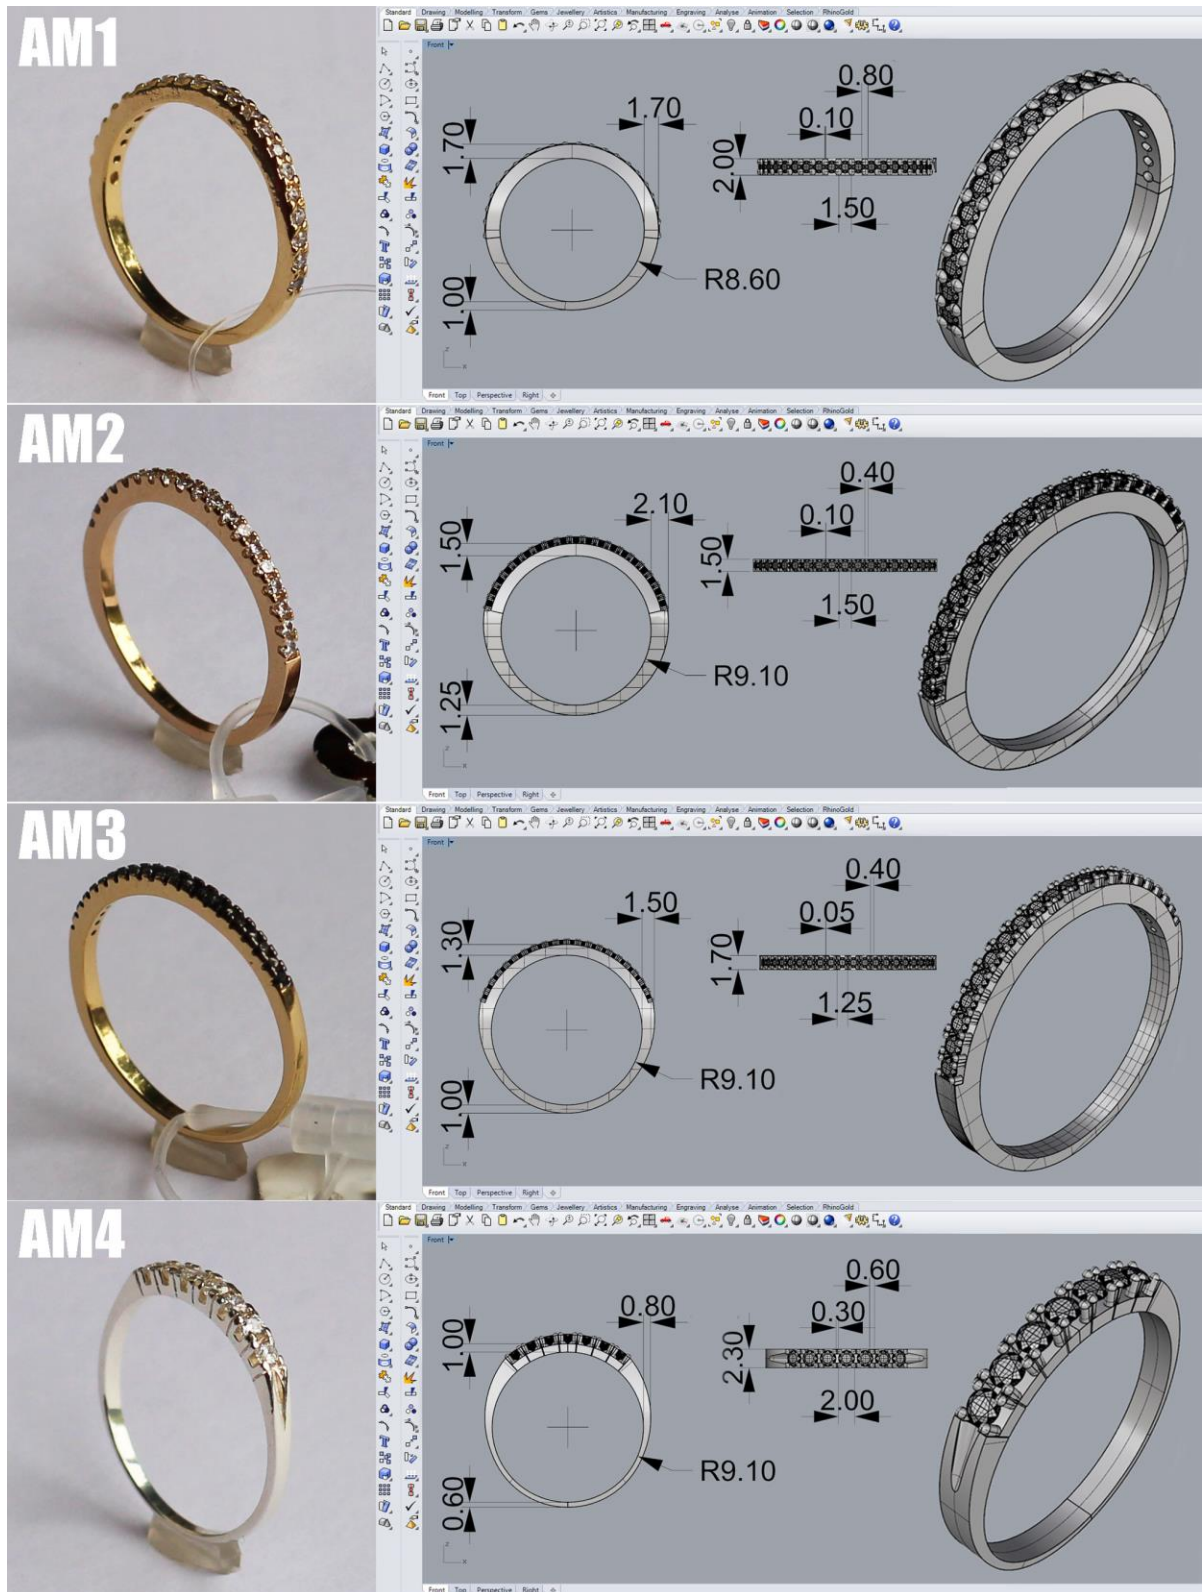 AM1
Standard Drawing Modelling Transform Gems Jewellery Artistics Manufacturing Engraving Analyse Animation Selection RhinoGold
Front
0.80
1.70
0.10
1.70
2.00
1.50
R8.60
1.00
z
x
Front Top Perspective Right
AM2
Standard Drawing Modelling Transform Gems Jewellery Artistics Manufacturing Engraving Analyse Animation Selection RhinoGold
Front
0.40
2.10
0.10
1.50
1.50
1.50
R9.10
1.25
z
x
Front Top Perspective Right
AM3
Standard Drawing Modelling Transform Gems Jewellery Artistics Manufacturing Engraving Analyse Animation Selection RhinoGold
Front
0.40
1.50
0.05
1.30
1.70
1.25
R9.10
1.00
z
x
Front Top Perspective Right
AM4
Standard Drawing Modelling Transform Gems Jewellery Artistics Manufacturing Engraving Analyse Animation Selection RhinoGold
Front
0.60
0.80
0.30
1.00
2.30
2.00
R9.10
0.60
z
x
Front Top Perspective Right